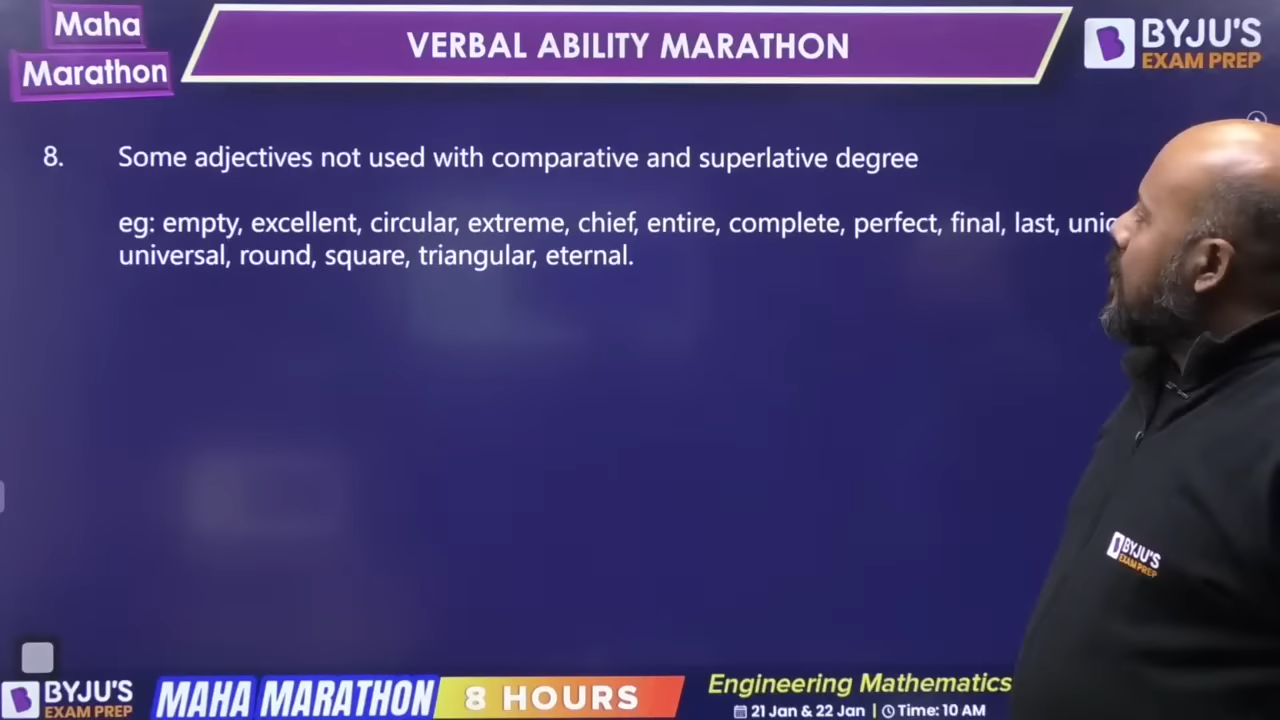 Maha
Marathon
VERBAL ABILITY MARATHON
BYJU'S
EXAM PREP
8. Some adjectives not used with comparative and superlative degree
eg: empty, excellent, circular, extreme, chief, entire, complete, perfect, final, last,
universal, round, square, triangular, eternal.
BYJU'S
EXAM PREP
BYJU'S
EXAM PREP
MAHA MARATHON
8 HOURS
Engineering Mathematics
21 Jan & 22 Jan | Time: 10 AM